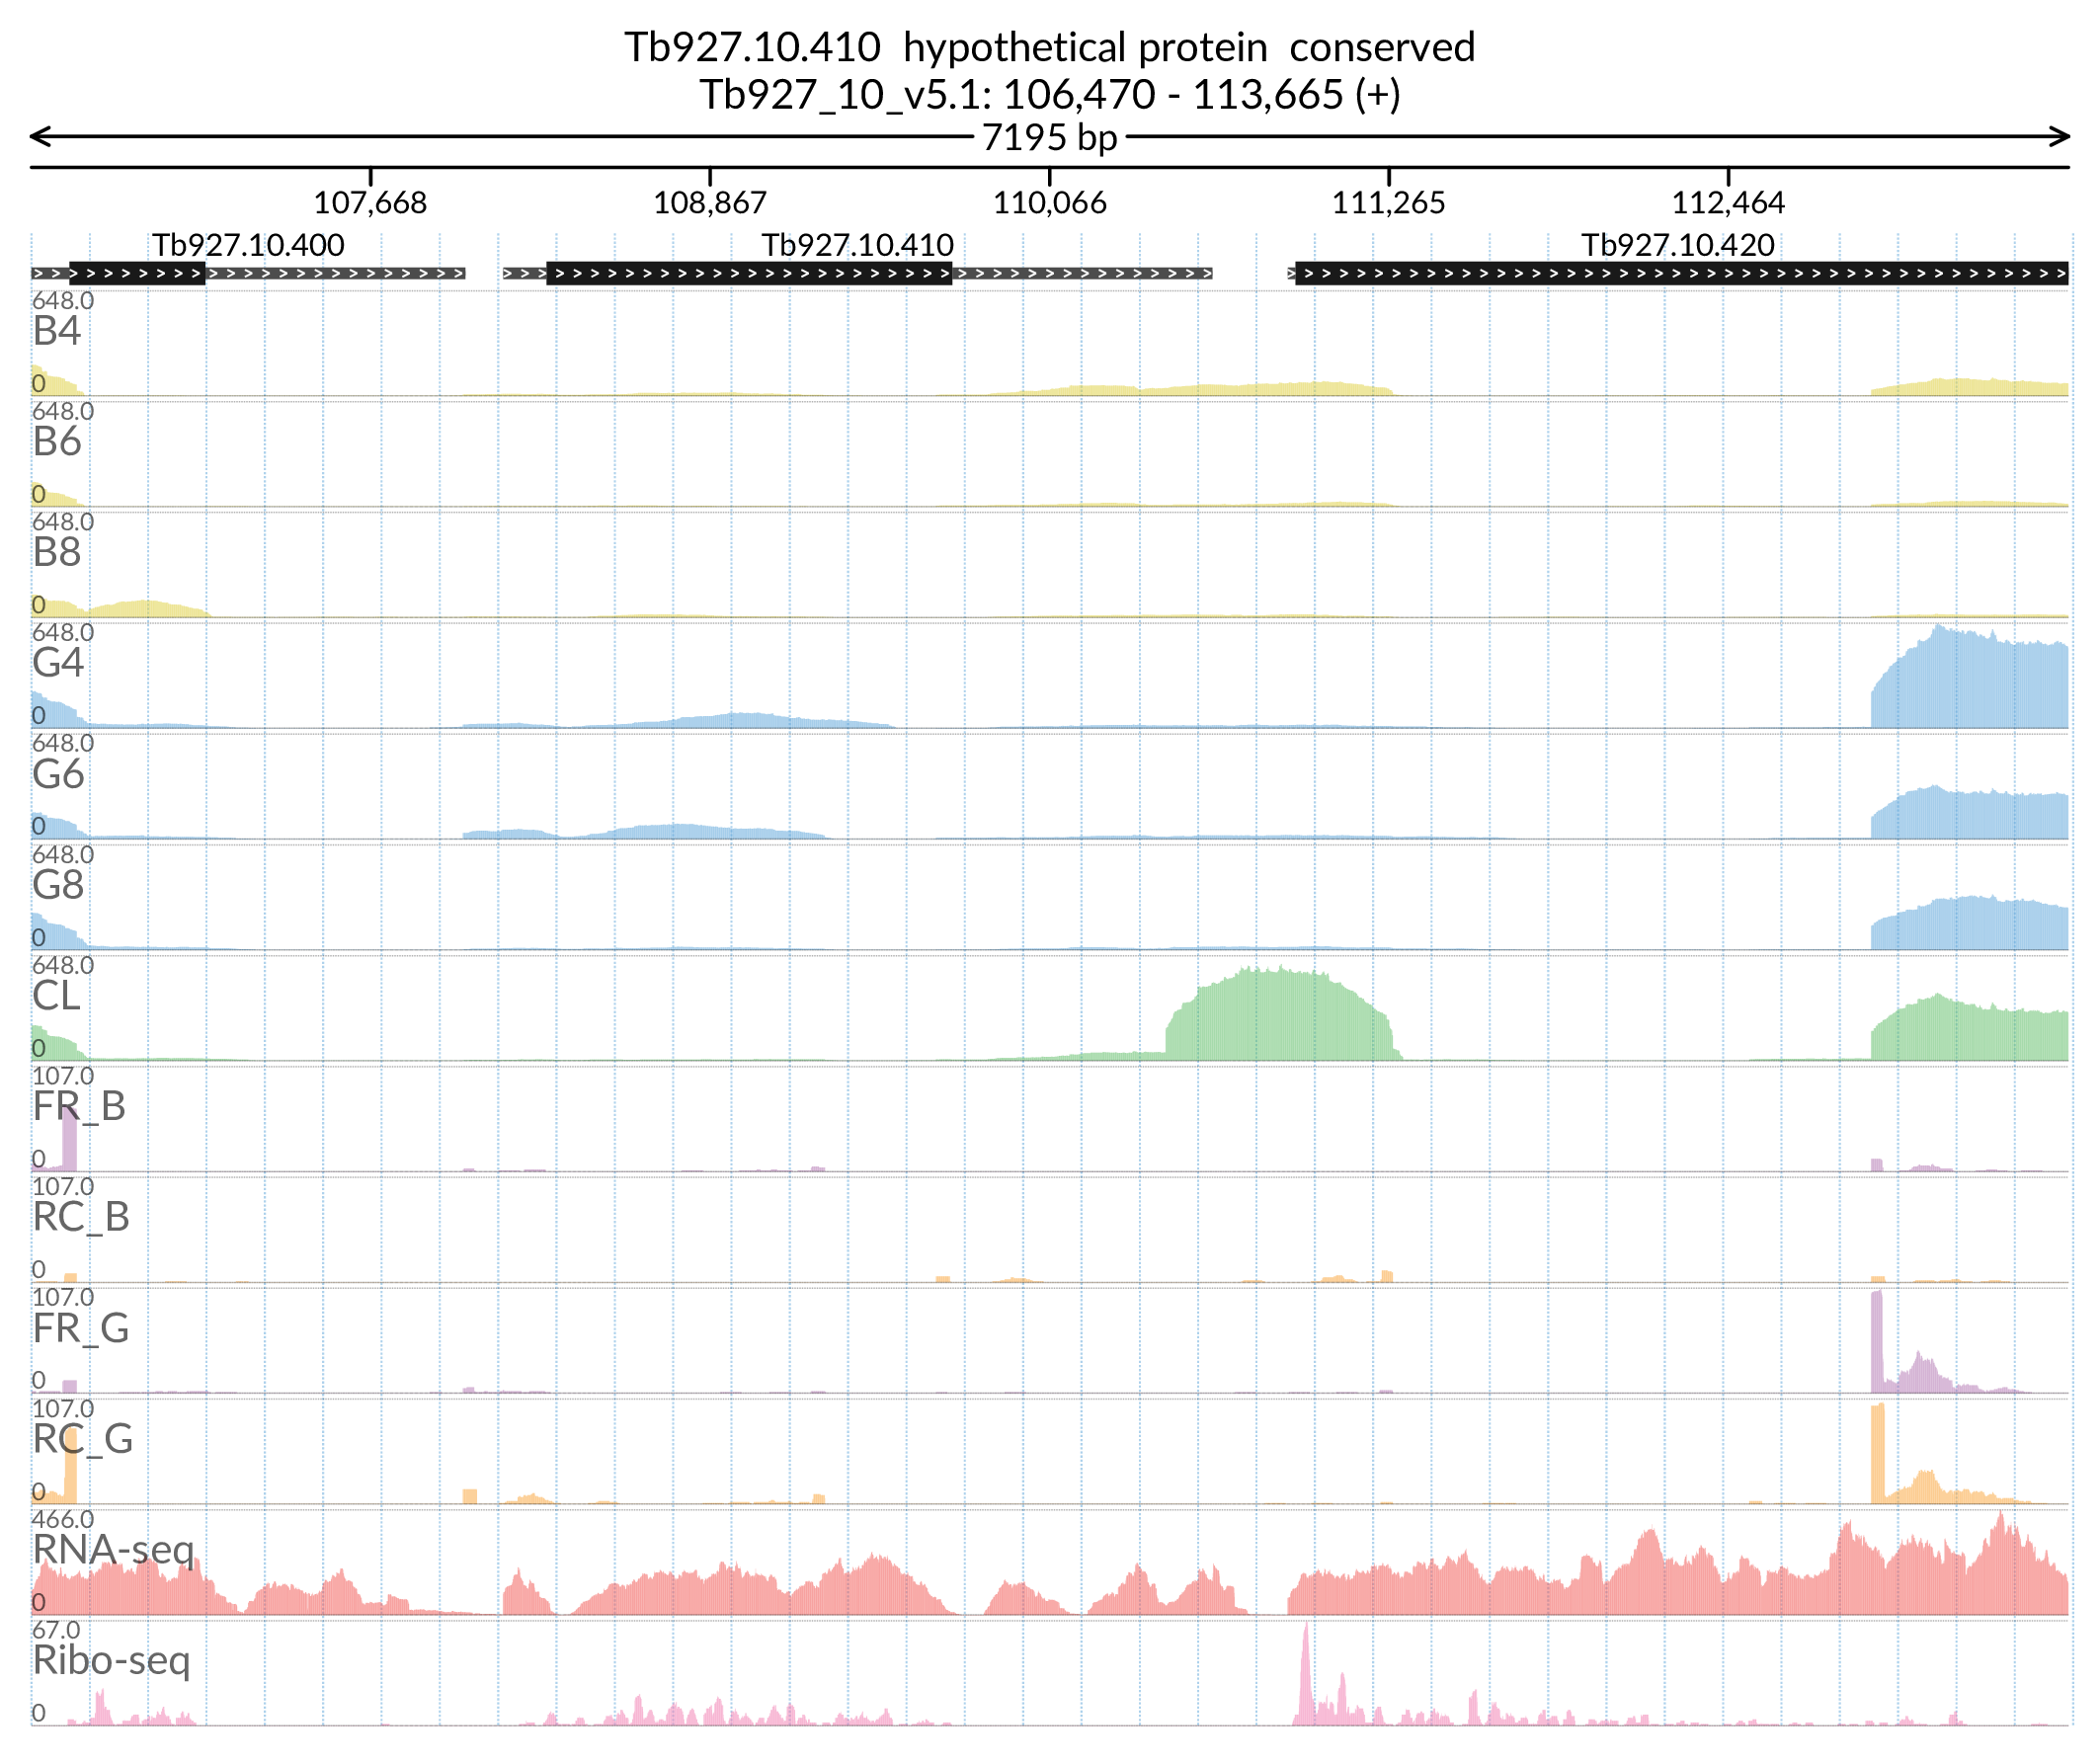 Tb927.10.410  hypothetical protein  conserved
Tb927_10_v5.1: 106,470 - 113,665 (+)
7195 bp
107,668 108,867 110,066 111,265 112,464
Tb927.10.400 Tb927.10.410 Tb927.10.420
648.0
B4
0
648.0
B6
0
648.0
B8
0
648.0
G4
0
648.0
G6
0
648.0
G8
0
648.0
CL
0
107.0
FR_B
0
107.0
RC_B
0
107.0
FR_G
0
107.0
RC_G
0
466.0
RNA-seq
0
67.0
Ribo-seq
0